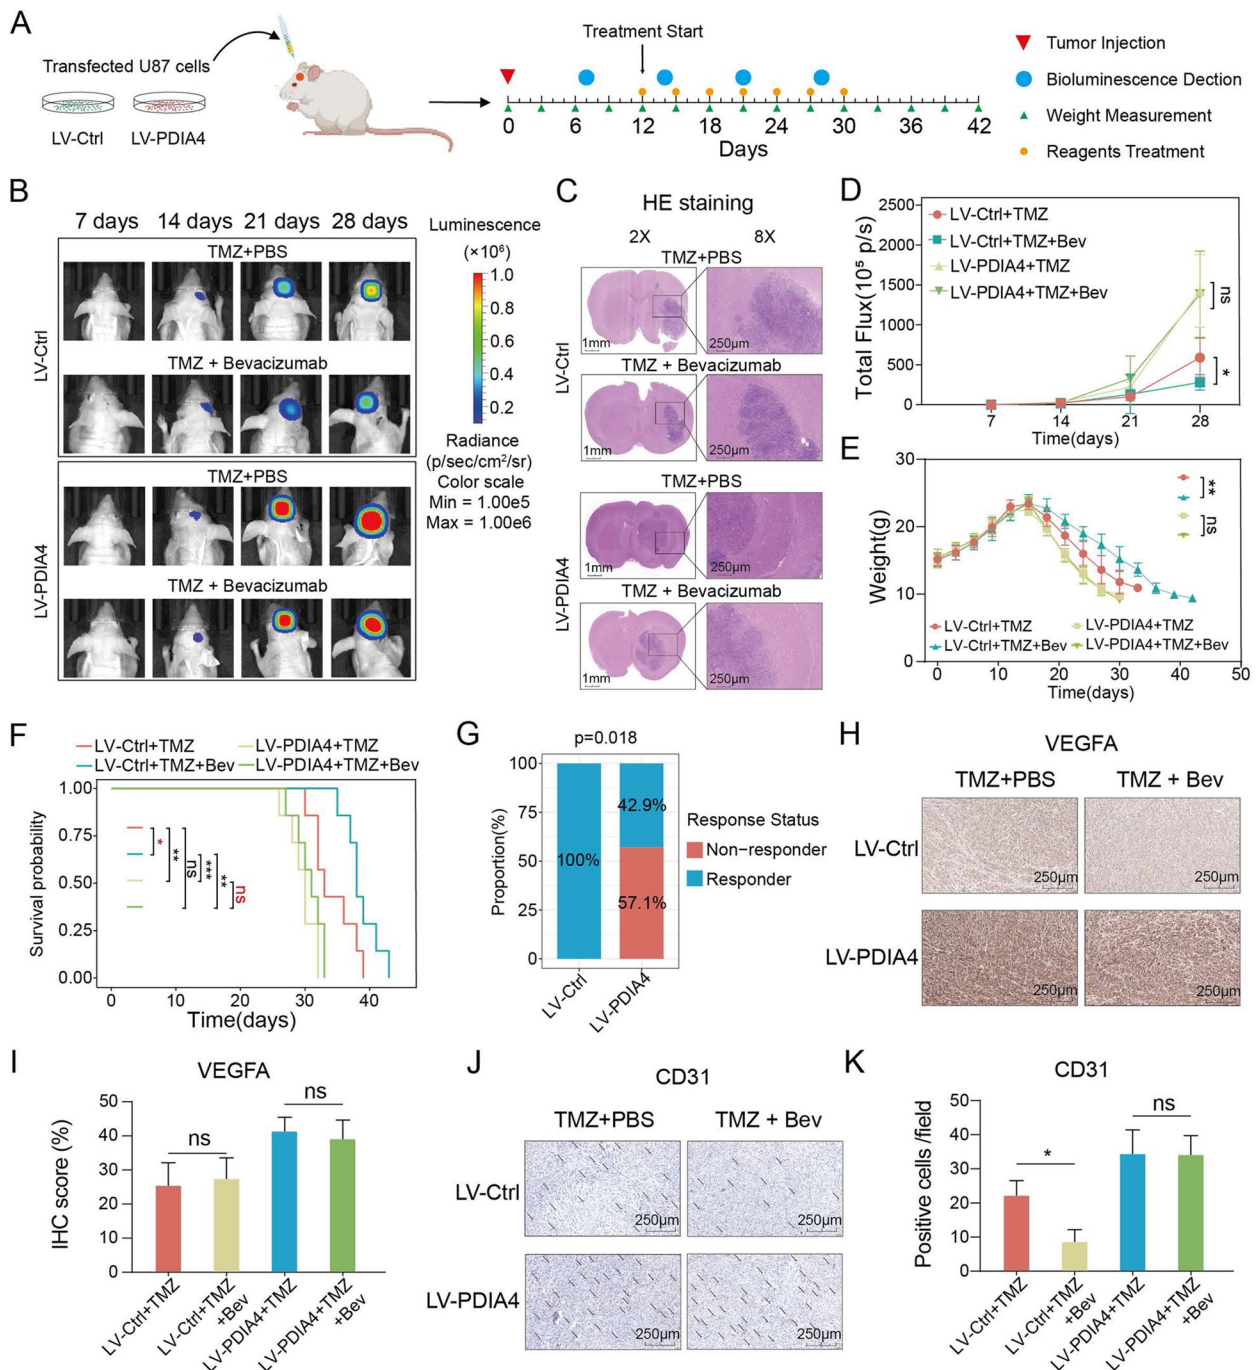 A
Transfected U87 cells
LV-Ctrl LV-PDIA4
Treatment Start
0 6 12 18 24 30 36 42
Days
Tumor Injection
Bioluminescence Dection
Weight Measurement
Reagents Treatment
B
7 days 14 days 21 days 28 days
LV-Ctrl
TMZ+PBS
TMZ + Bevacizumab
LV-PDIA4
TMZ+PBS
TMZ + Bevacizumab
Luminescence
(×10⁶)
1.0
0.8
0.6
0.4
0.2
Radiance
(p/sec/cm²/sr)
Color scale
Min = 1.00e5
Max = 1.00e6
C
HE staining
2X 8X
LV-Ctrl
TMZ+PBS
1mm 250μm
TMZ + Bevacizumab
1mm 250μm
LV-PDIA4
TMZ+PBS
1mm 250μm
TMZ + Bevacizumab
1mm 250μm
D
Total Flux(10⁵ p/s)
2500
2000
1500
1000
500
0
LV-Ctrl+TMZ
LV-Ctrl+TMZ+Bev
LV-PDIA4+TMZ
LV-PDIA4+TMZ+Bev
ns
*
7 14 21 28
Time(days)
E
Weight(g)
30
20
10
0
**
ns
LV-Ctrl+TMZ LV-PDIA4+TMZ
LV-Ctrl+TMZ+Bev LV-PDIA4+TMZ+Bev
0 10 20 30 40 50
Time(days)
F
LV-Ctrl+TMZ LV-PDIA4+TMZ
LV-Ctrl+TMZ+Bev LV-PDIA4+TMZ+Bev
Survival probability
1.00
0.75
0.50
0.25
0.00
* ** ns *** ** ns
0 10 20 30 40
Time(days)
G
p=0.018
Proportion(%)
100
75
50
25
0
100%
42.9%
57.1%
LV-Ctrl LV-PDIA4
Response Status
Non-responder
Responder
H
VEGFA
TMZ+PBS TMZ + Bev
LV-Ctrl
250μm 250μm
LV-PDIA4
250μm 250μm
I
VEGFA
IHC score (%)
50
40
30
20
10
0
ns
ns
LV-Ctrl+TMZ
LV-Ctrl+TMZ
+Bev
LV-PDIA4+TMZ
LV-PDIA4+TMZ
+Bev
J
CD31
TMZ+PBS TMZ + Bev
LV-Ctrl
250μm 250μm
LV-PDIA4
250μm 250μm
K
CD31
Positive cells /field
50
40
30
20
10
0
*
ns
LV-Ctrl+TMZ
LV-Ctrl+TMZ
+Bev
LV-PDIA4+TMZ
LV-PDIA4+TMZ
+Bev